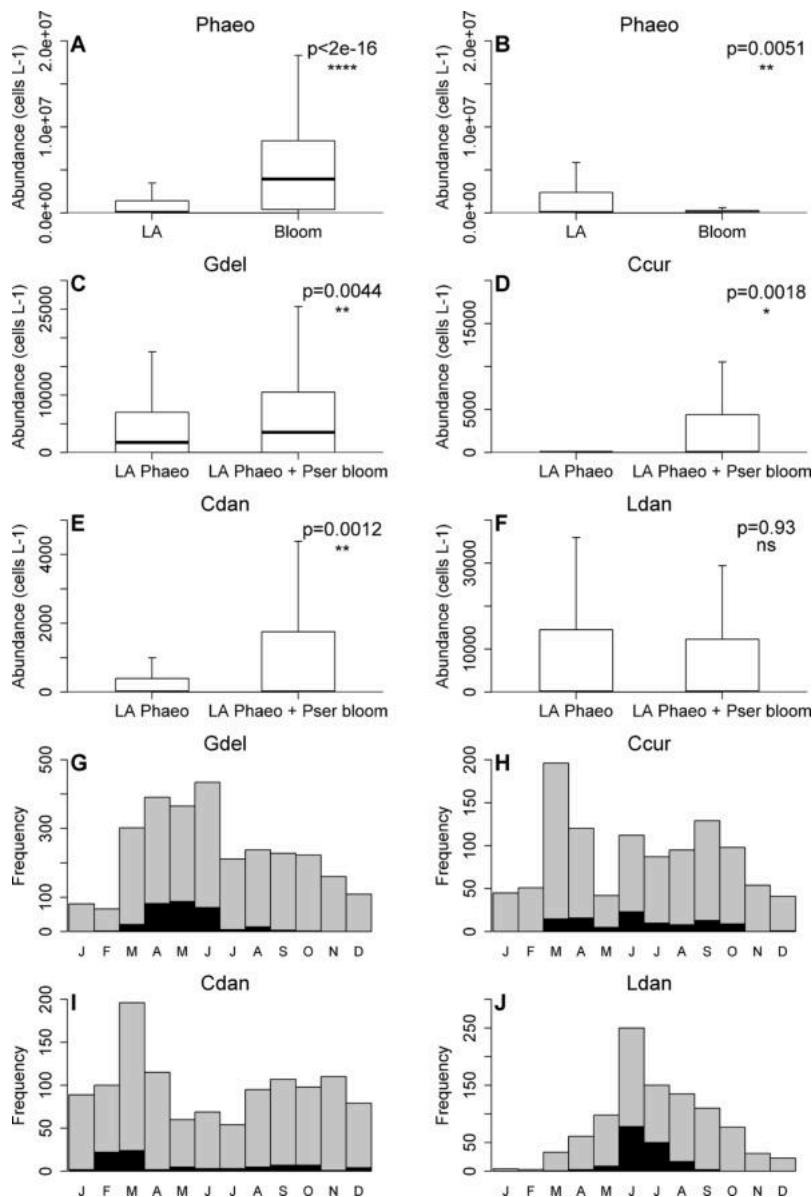 A Phaeo
p<2e-16
****
Abundance (cells L-1)
2.0e+07
1.0e+07
0.0e+00
LA Bloom
B Phaeo
p=0.0051
**
Abundance (cells L-1)
2.0e+07
1.0e+07
0.0e+00
LA Bloom
C Gdel
p=0.0044
**
Abundance (cells L-1)
25000
10000
0
LA Phaeo LA Phaeo + Pser bloom
D Ccur
p=0.0018
*
Abundance (cells L-1)
15000
5000
0
LA Phaeo LA Phaeo + Pser bloom
E Cdan
p=0.0012
**
Abundance (cells L-1)
4000
2000
0
LA Phaeo LA Phaeo + Pser bloom
F Ldan
p=0.93
ns
Abundance (cells L-1)
30000
10000
0
LA Phaeo LA Phaeo + Pser bloom
G Gdel
Frequency
500
300
100
0
J F M A M J J A S O N D
H Ccur
Frequency
200
150
100
50
0
J F M A M J J A S O N D
I Cdan
Frequency
200
150
100
50
0
J F M A M J J A S O N D
J Ldan
Frequency
250
150
50
0
J F M A M J J A S O N D